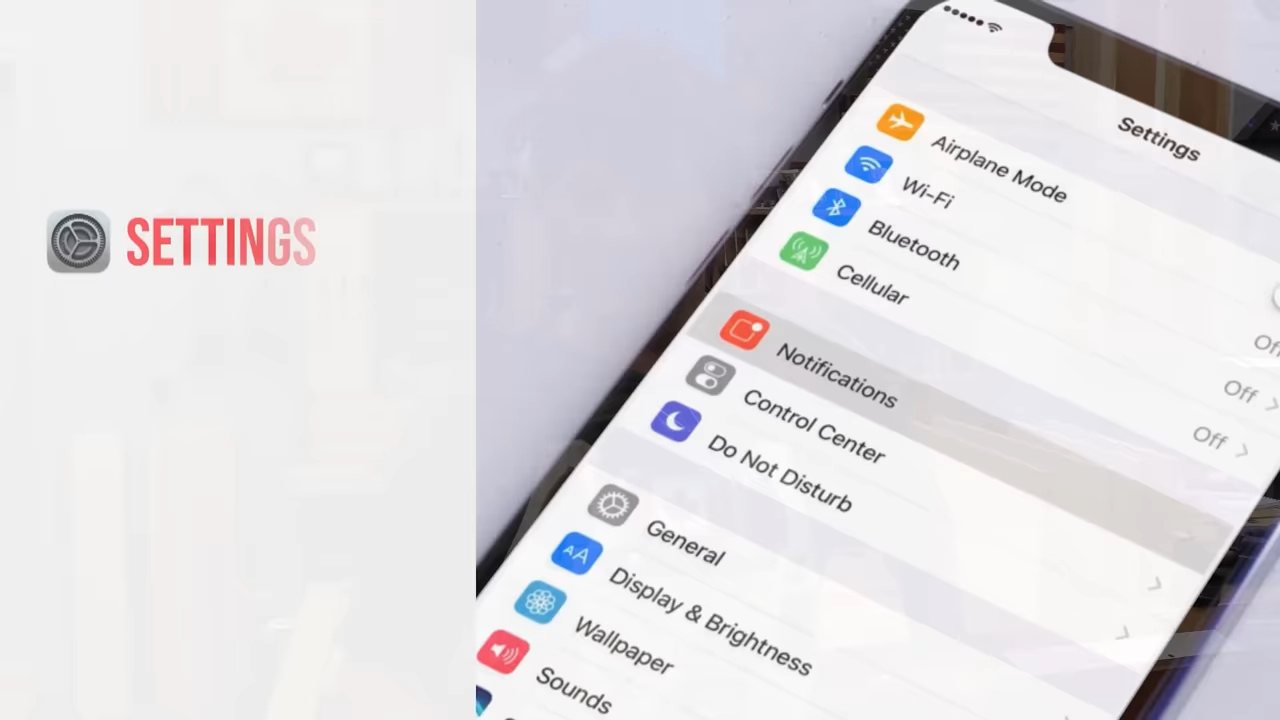 SETTINGS
Settings
Airplane Mode
Wi-Fi
Off
Bluetooth
Off
Cellular
Off
Notifications
Control Center
Do Not Disturb
General
AA Display & Brightness
Wallpaper
Sounds